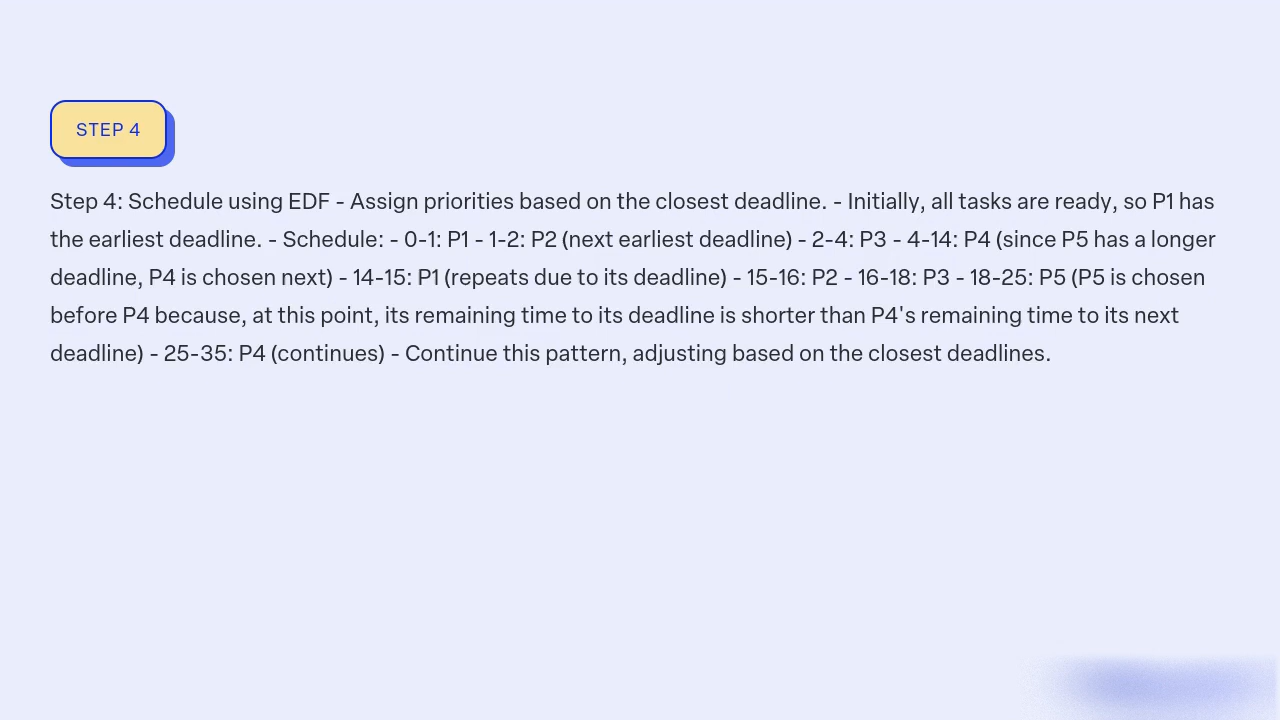 STEP 4
Step 4: Schedule using EDF - Assign priorities based on the closest deadline. - Initially, all tasks are ready, so P1 has
the earliest deadline. - Schedule: - 0-1: P1 - 1-2: P2 (next earliest deadline) - 2-4: P3 - 4-14: P4 (since P5 has a longer
deadline, P4 is chosen next) - 14-15: P1 (repeats due to its deadline) - 15-16: P2 - 16-18: P3 - 18-25: P5 (P5 is chosen
before P4 because, at this point, its remaining time to its deadline is shorter than P4's remaining time to its next
deadline) - 25-35: P4 (continues) - Continue this pattern, adjusting based on the closest deadlines.